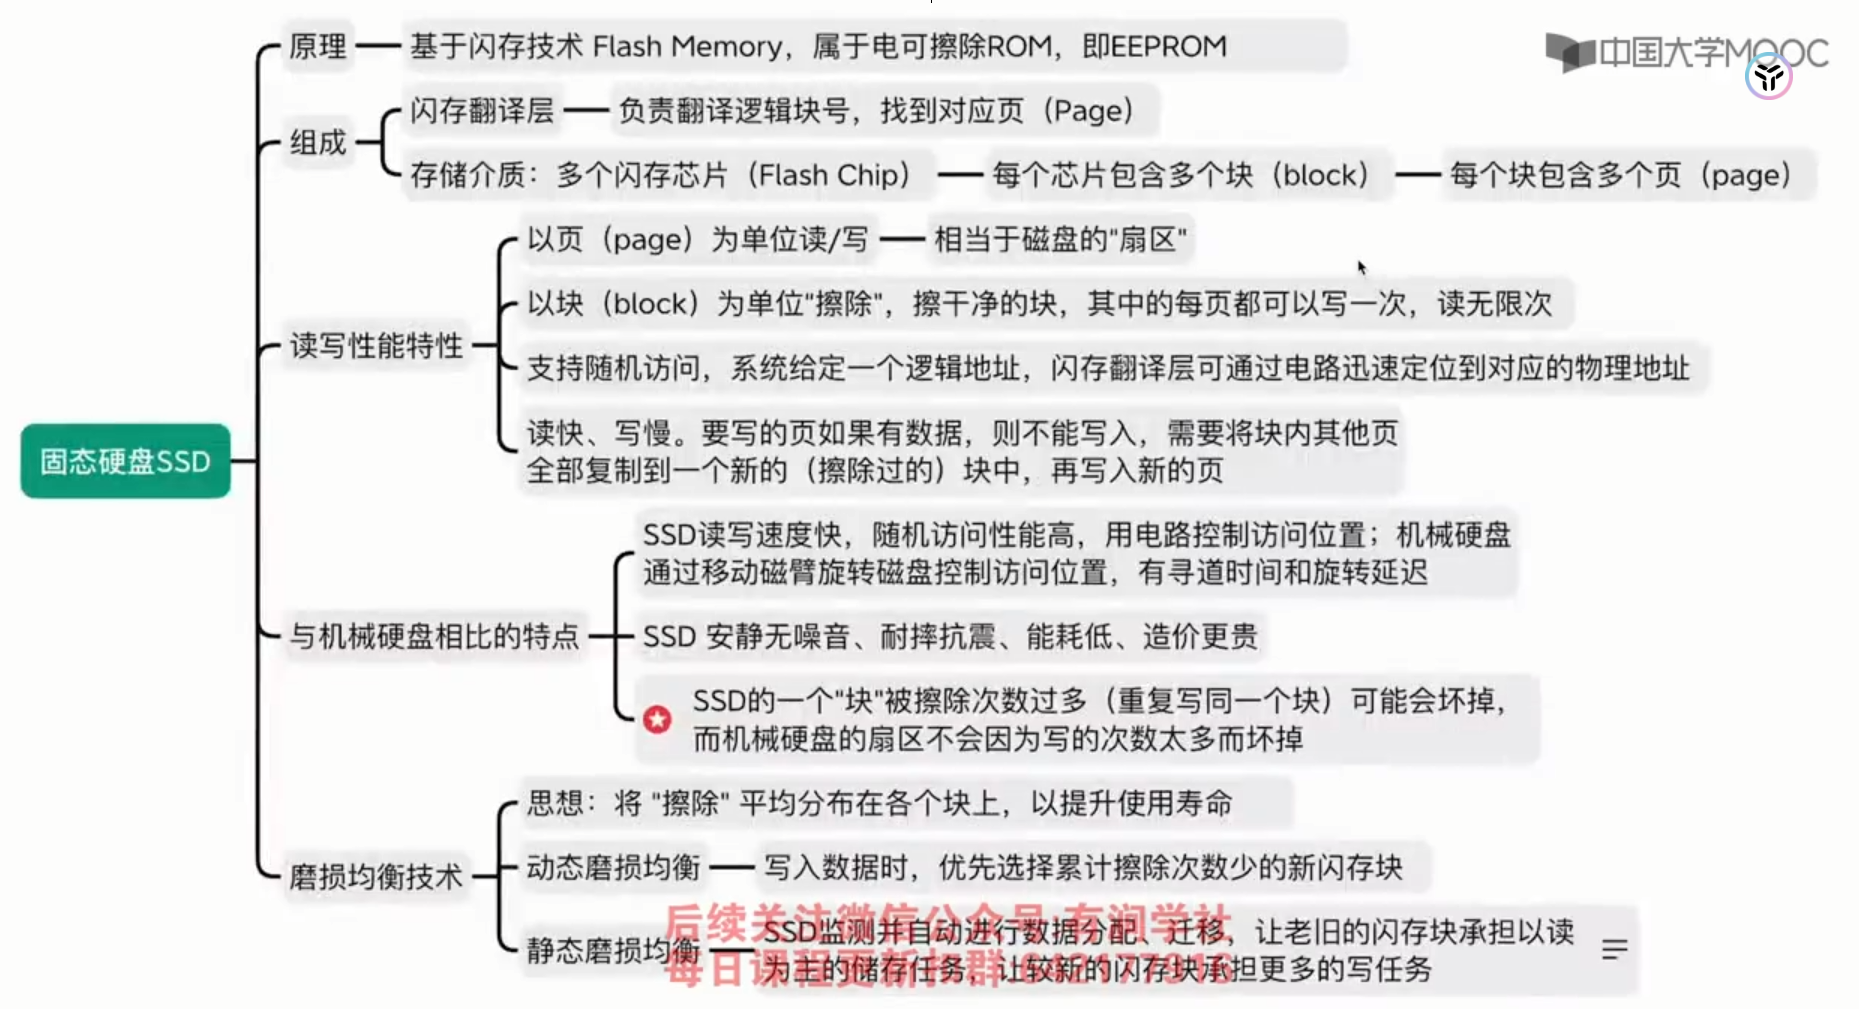 中国大学MOOC
固态硬盘SSD
原理
基于闪存技术 Flash Memory，属于电可擦除ROM，即EEPROM
组成
闪存翻译层
负责翻译逻辑块号，找到对应页（Page）
存储介质：多个闪存芯片（Flash Chip）
每个芯片包含多个块（block）
每个块包含多个页（page）
读写性能特性
以页（page）为单位读/写
相当于磁盘的"扇区"
以块（block）为单位"擦除"，擦干净的块，其中的每页都可以写一次，读无限次
支持随机访问，系统给定一个逻辑地址，闪存翻译层可通过电路迅速定位到对应的物理地址
读快、写慢。要写的页如果有数据，则不能写入，需要将块内其他页
全部复制到一个新的（擦除过的）块中，再写入新的页
与机械硬盘相比的特点
SSD读写速度快，随机访问性能高，用电路控制访问位置；机械硬盘
通过移动磁臂旋转磁盘控制访问位置，有寻道时间和旋转延迟
SSD 安静无噪音、耐摔抗震、能耗低、造价更贵
SSD的一个"块"被擦除次数过多（重复写同一个块）可能会坏掉，
而机械硬盘的扇区不会因为写的次数太多而坏掉
磨损均衡技术
思想：将 "擦除" 平均分布在各个块上，以提升使用寿命
动态磨损均衡
写入数据时，优先选择累计擦除次数少的新闪存块
静态磨损均衡
SSD监测并自动进行数据分配、迁移，让老旧的闪存块承担以读
为主的储存任务，让较新的闪存块承担更多的写任务
后续关注微信公众号:有涧学社
每日课程更新扣群:642177916